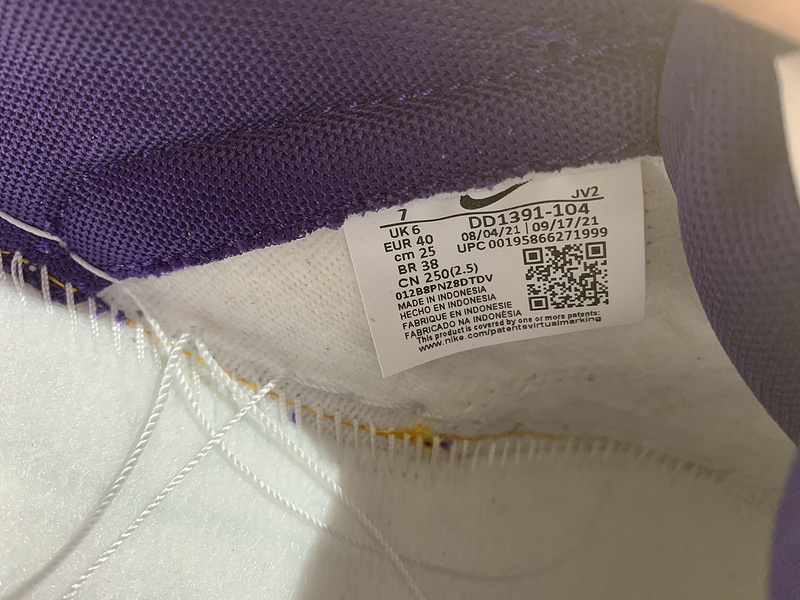 7 JV2
UK 6 DD1391-104
EUR 40 08/04/21 | 09/17/21
cm 25 UPC 00195866271999
BR 38
CN 250(2.5)
012B8PNZ8DTDV
MADE IN INDONESIA
HECHO EN INDONESIA
FABRIQUE EN INDONESIE
FABRICADO NA INDONÉSIA
This product is covered by one or more patents:
www.nike.com/patentsvirtualmarking